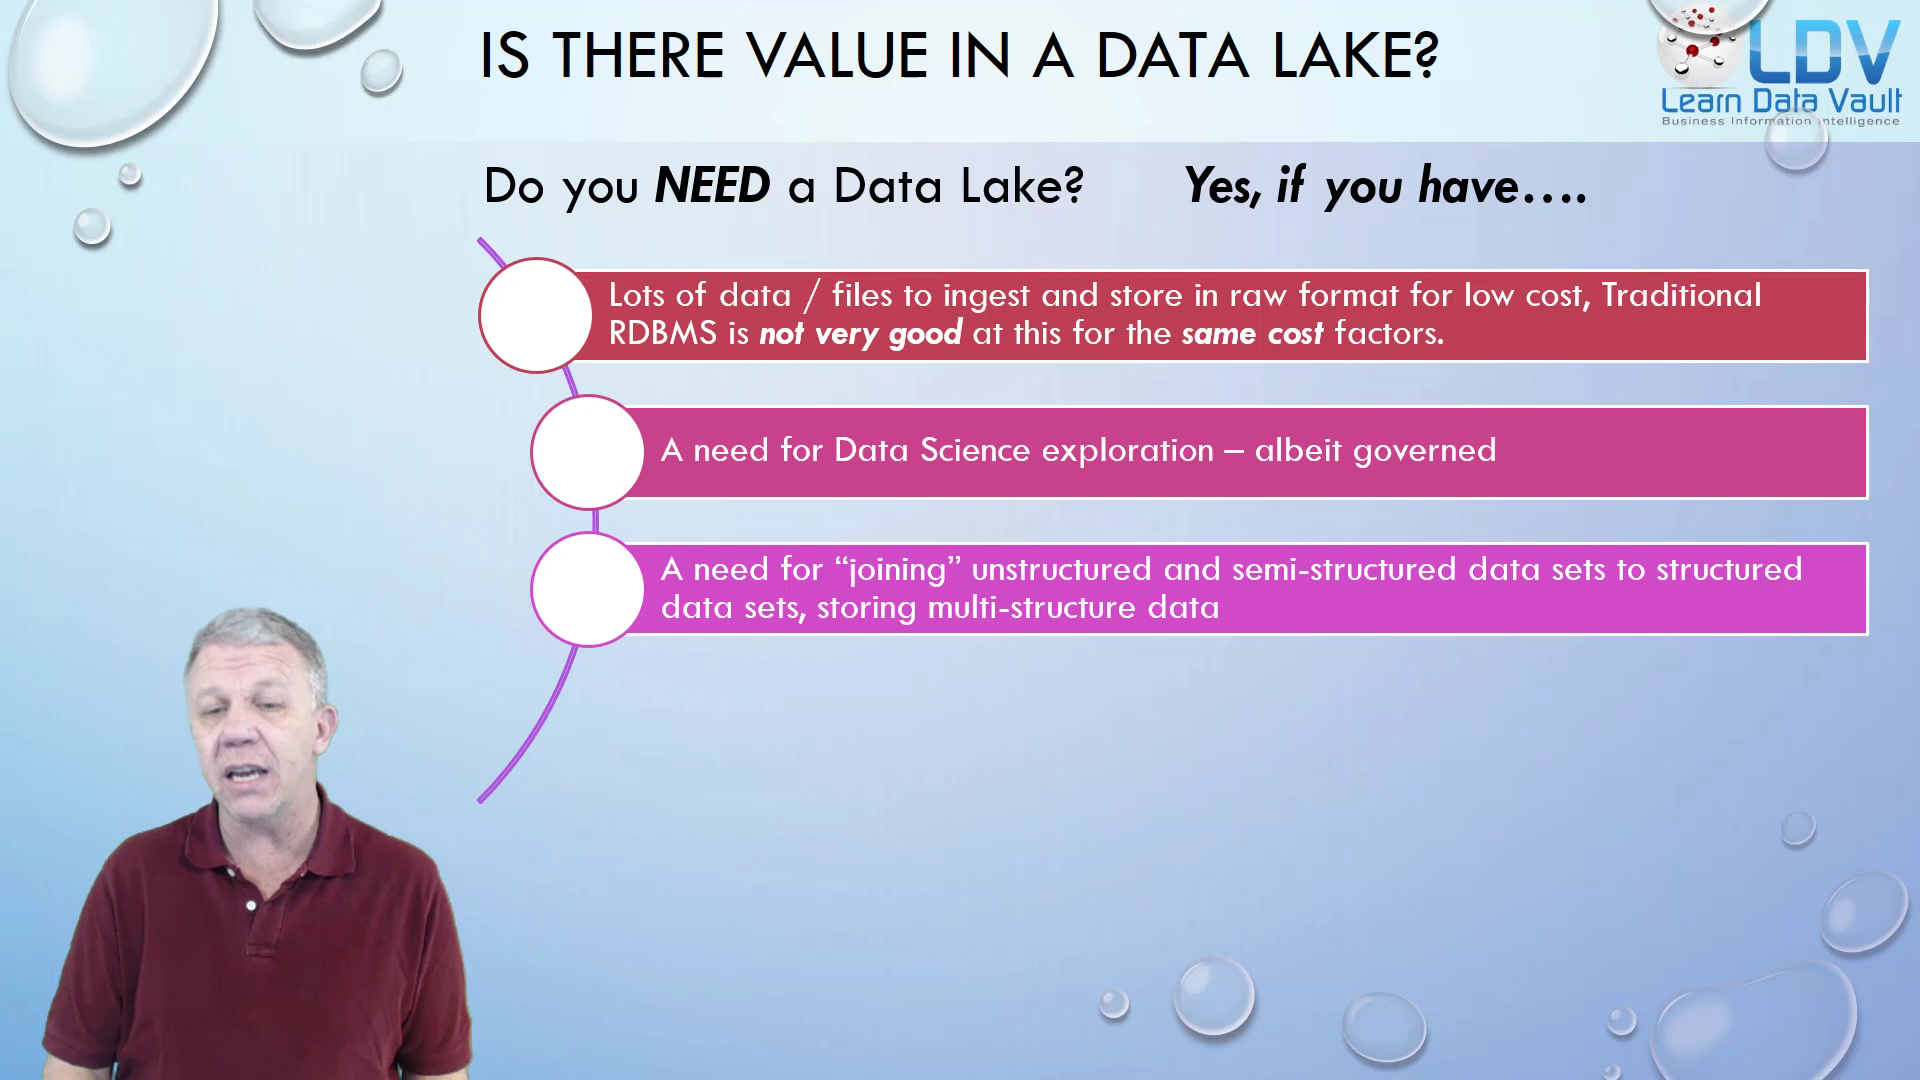 IS THERE VALUE IN A DATA LAKE?
LDV
Learn Data Vault
Business Information Intelligence
Do you NEED a Data Lake? Yes, if you have….
Lots of data / files to ingest and store in raw format for low cost, Traditional
RDBMS is not very good at this for the same cost factors.
A need for Data Science exploration – albeit governed
A need for “joining” unstructured and semi-structured data sets to structured
data sets, storing multi-structure data